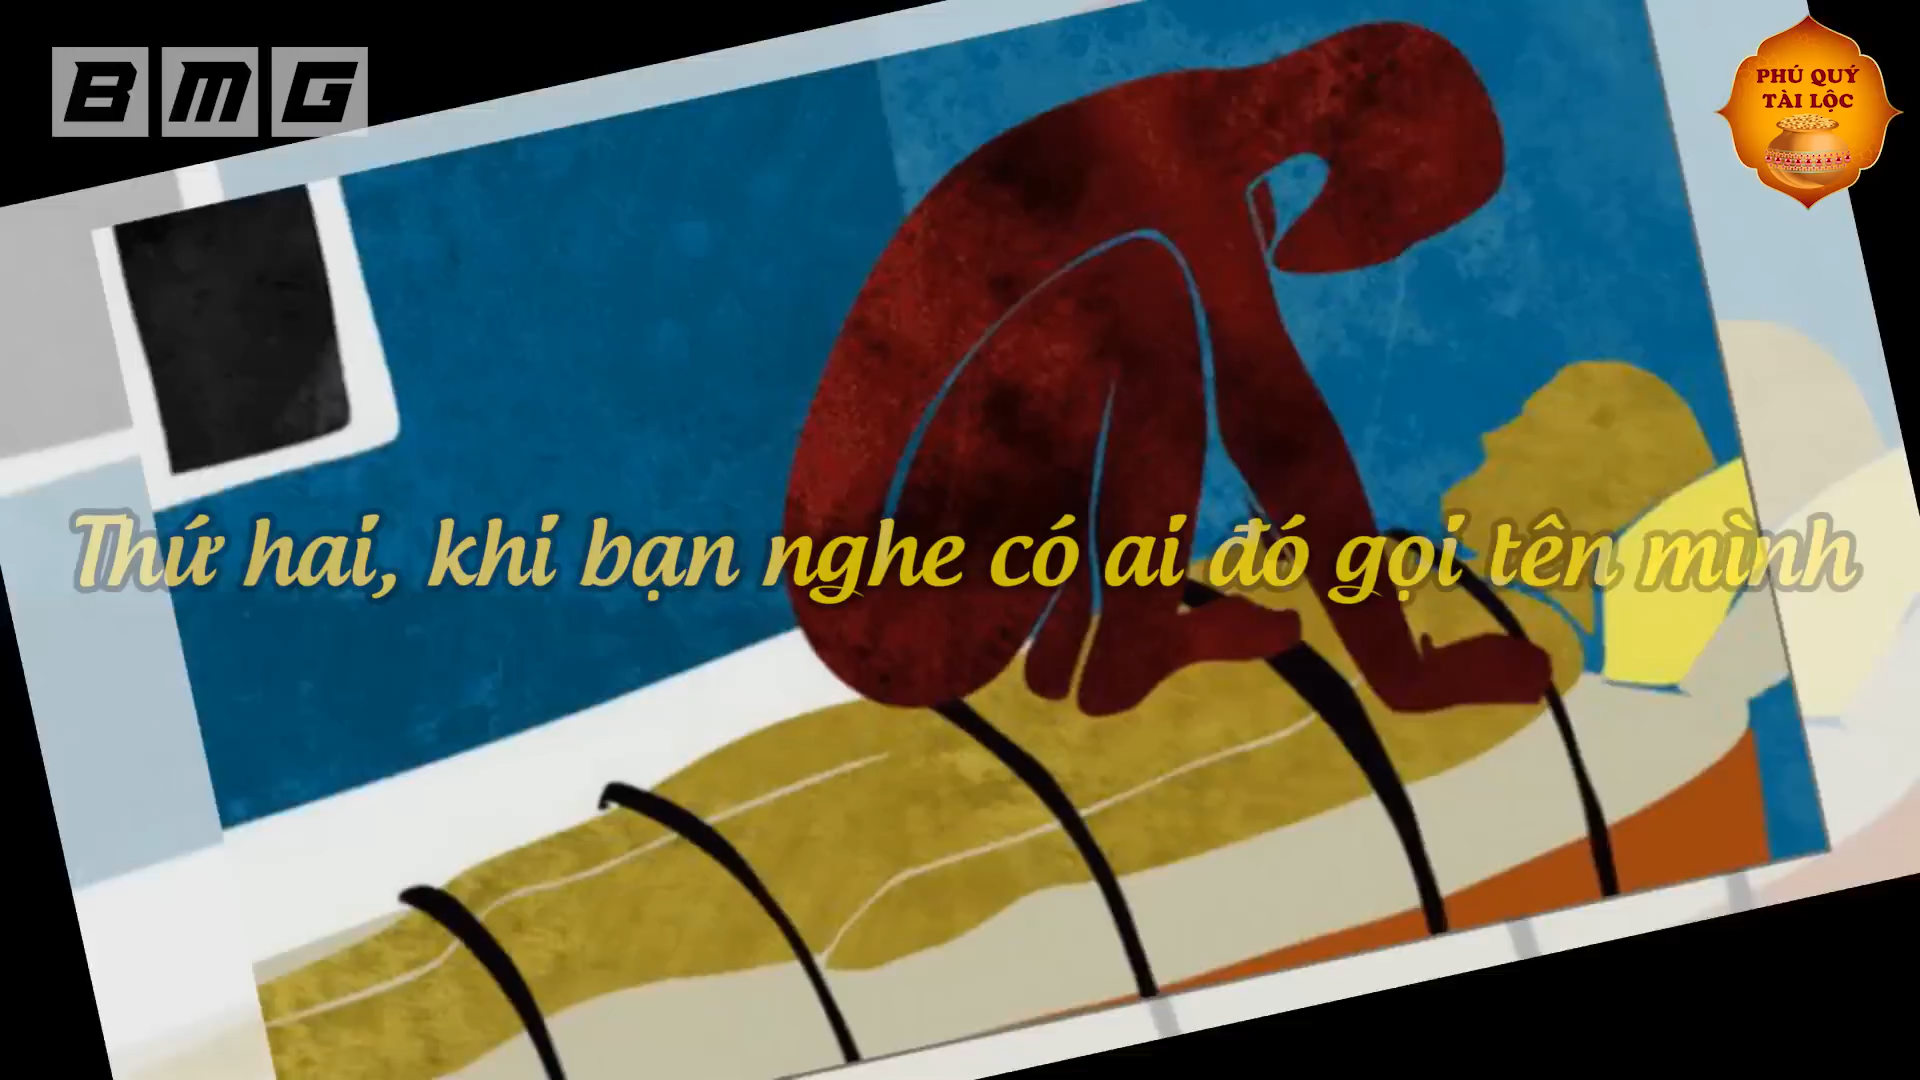 BMG
PHÚ QUÝ
TÀI LỘC
Thứ hai, khi bạn nghe có ai đó gọi tên mình